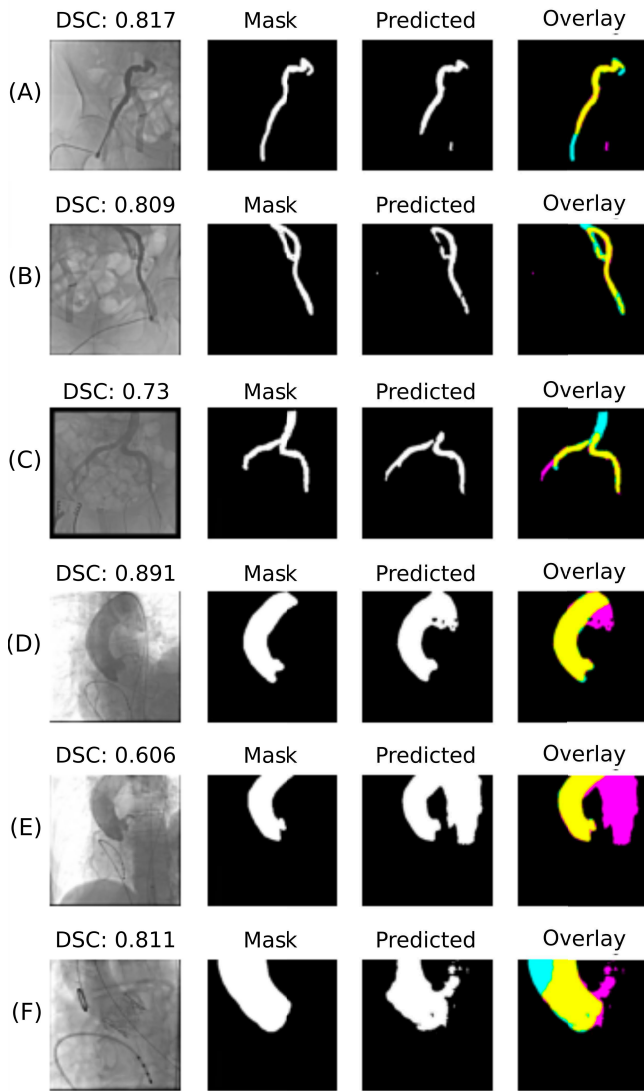 DSC: 0.817 Mask Predicted Overlay
(A)
DSC: 0.809 Mask Predicted Overlay
(B)
DSC: 0.73 Mask Predicted Overlay
(C)
DSC: 0.891 Mask Predicted Overlay
(D)
DSC: 0.606 Mask Predicted Overlay
(E)
DSC: 0.811 Mask Predicted Overlay
(F)